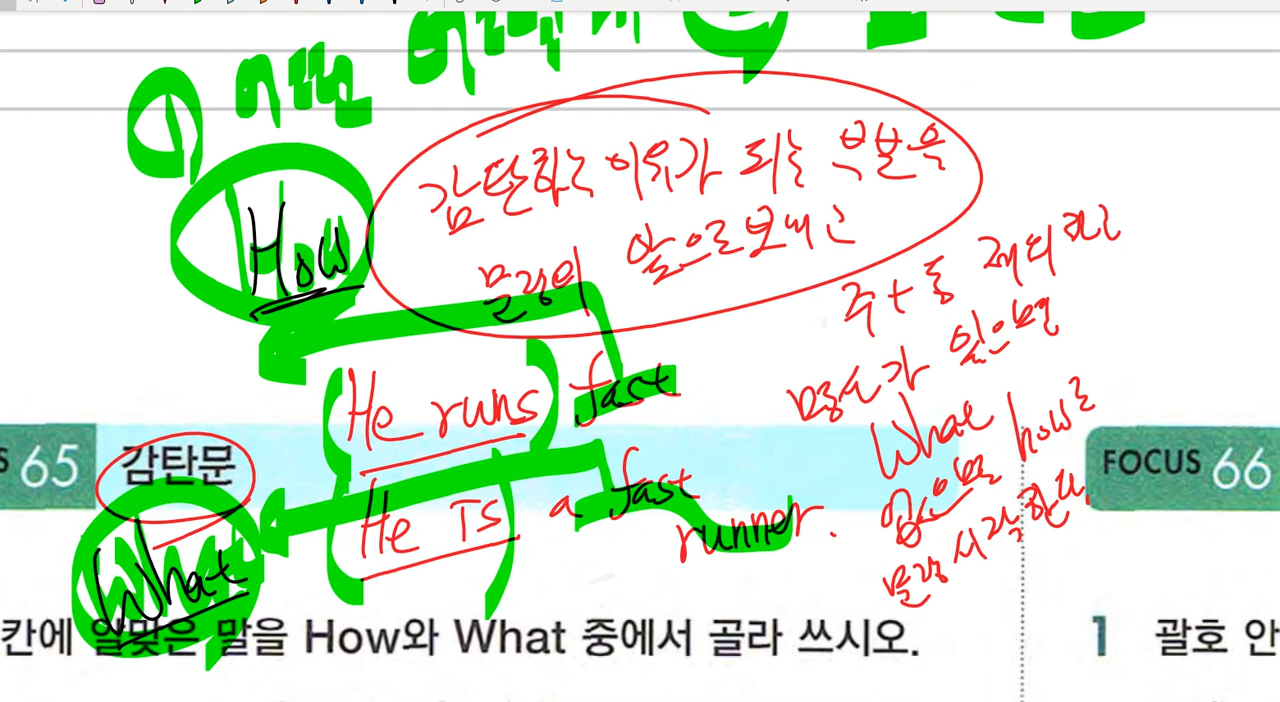 ① 어떤
How
감탄하는 이유가 되는 부분을
문장의 앞으로 보내고
주+동 제외하고
명사가 있으면
What
없으면 how로
문장 시작한다.
He runs fast
65 감탄문
FOCUS 66
He is a fast
runner.
What
칸에 알맞은 말을 How와 What 중에서 골라 쓰시오.
1 괄호 안